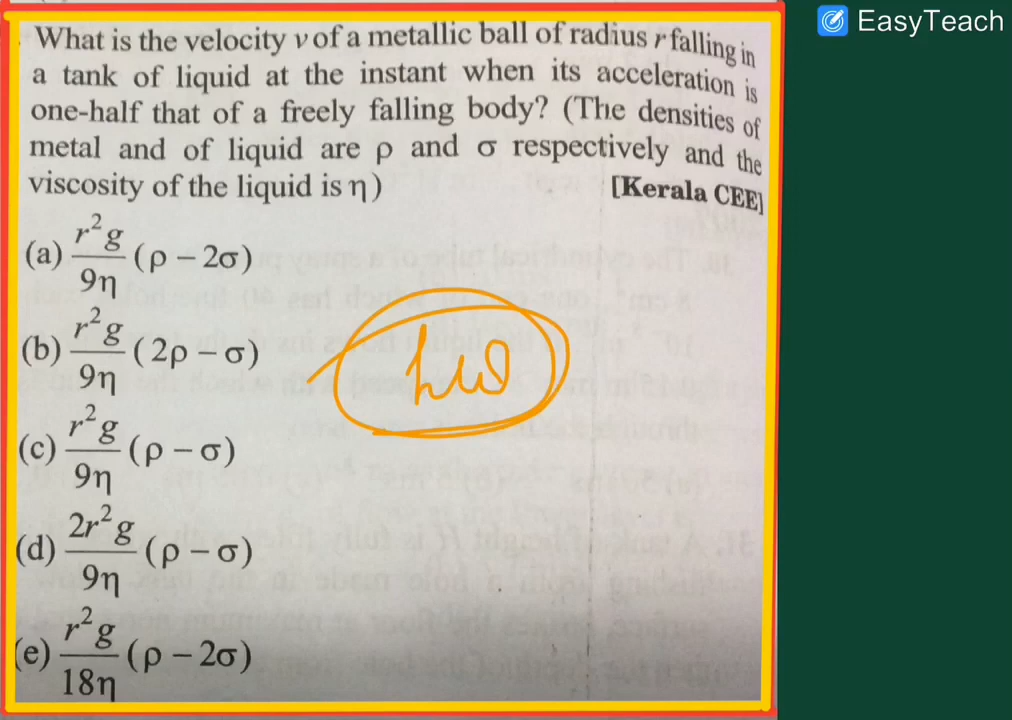 EasyTeach
What is the velocity v of a metallic ball of radius r falling in
a tank of liquid at the instant when its acceleration is
one-half that of a freely falling body? (The densities of
metal and of liquid are ρ and σ respectively and the
viscosity of the liquid is η) [Kerala CEE]
(a) r²g/9η (ρ – 2σ)
(b) r²g/9η (2ρ – σ)
hw
(c) r²g/9η (ρ – σ)
(d) 2r²g/9η (ρ – σ)
(e) r²g/18η (ρ – 2σ)